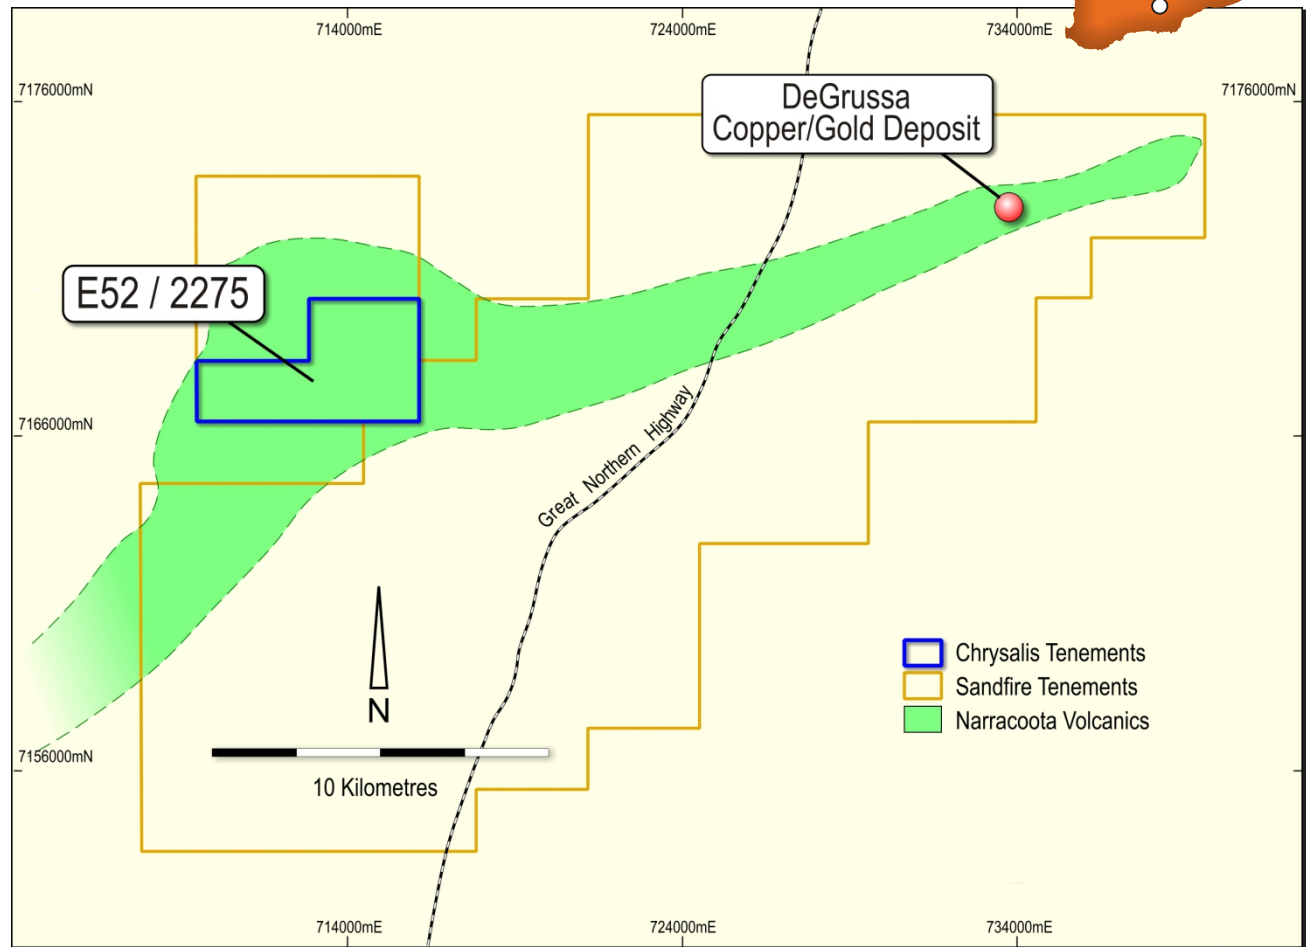 714000mE 724000mE 734000mE
7176000mN 7176000mN
DeGrussa
Copper/Gold Deposit
E52 / 2275
7166000mN
Great Northern Highway
Chrysalis Tenements
Sandfire Tenements
Narracoota Volcanics
N
7156000mN
10 Kilometres
714000mE 724000mE 734000mE